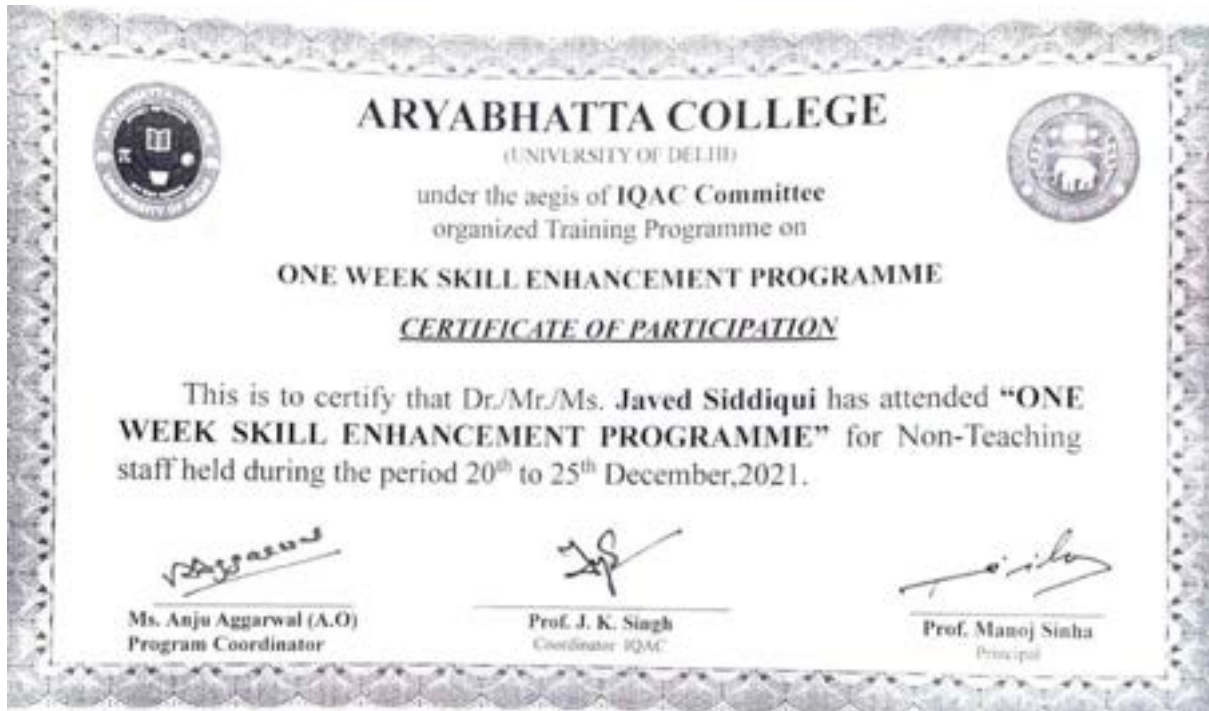 ARYABHATTA COLLEGE
(UNIVERSITY OF DELHI)
under the aegis of IQAC Committee
organized Training Programme on
ONE WEEK SKILL ENHANCEMENT PROGRAMME
CERTIFICATE OF PARTICIPATION
This is to certify that Dr./Mr./Ms. Javed Siddiqui has attended “ONE
WEEK SKILL ENHANCEMENT PROGRAMME” for Non-Teaching
staff held during the period 20th to 25th December,2021.
Ms. Anju Aggarwal (A.O)
Program Coordinator
Prof. J. K. Singh
Coordinator IQAC
Prof. Manoj Sinha
Principal